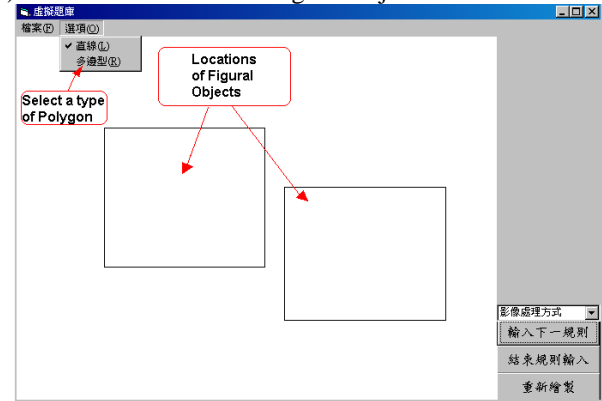 虛擬題庫
檔案(F) 選項(O)
✓ 直線(L)
多邊型(R)
Locations
of Figural
Objects
Select a type
of Polygon
影像處理方式
輸入下一規則
結束規則輸入
重新繪製